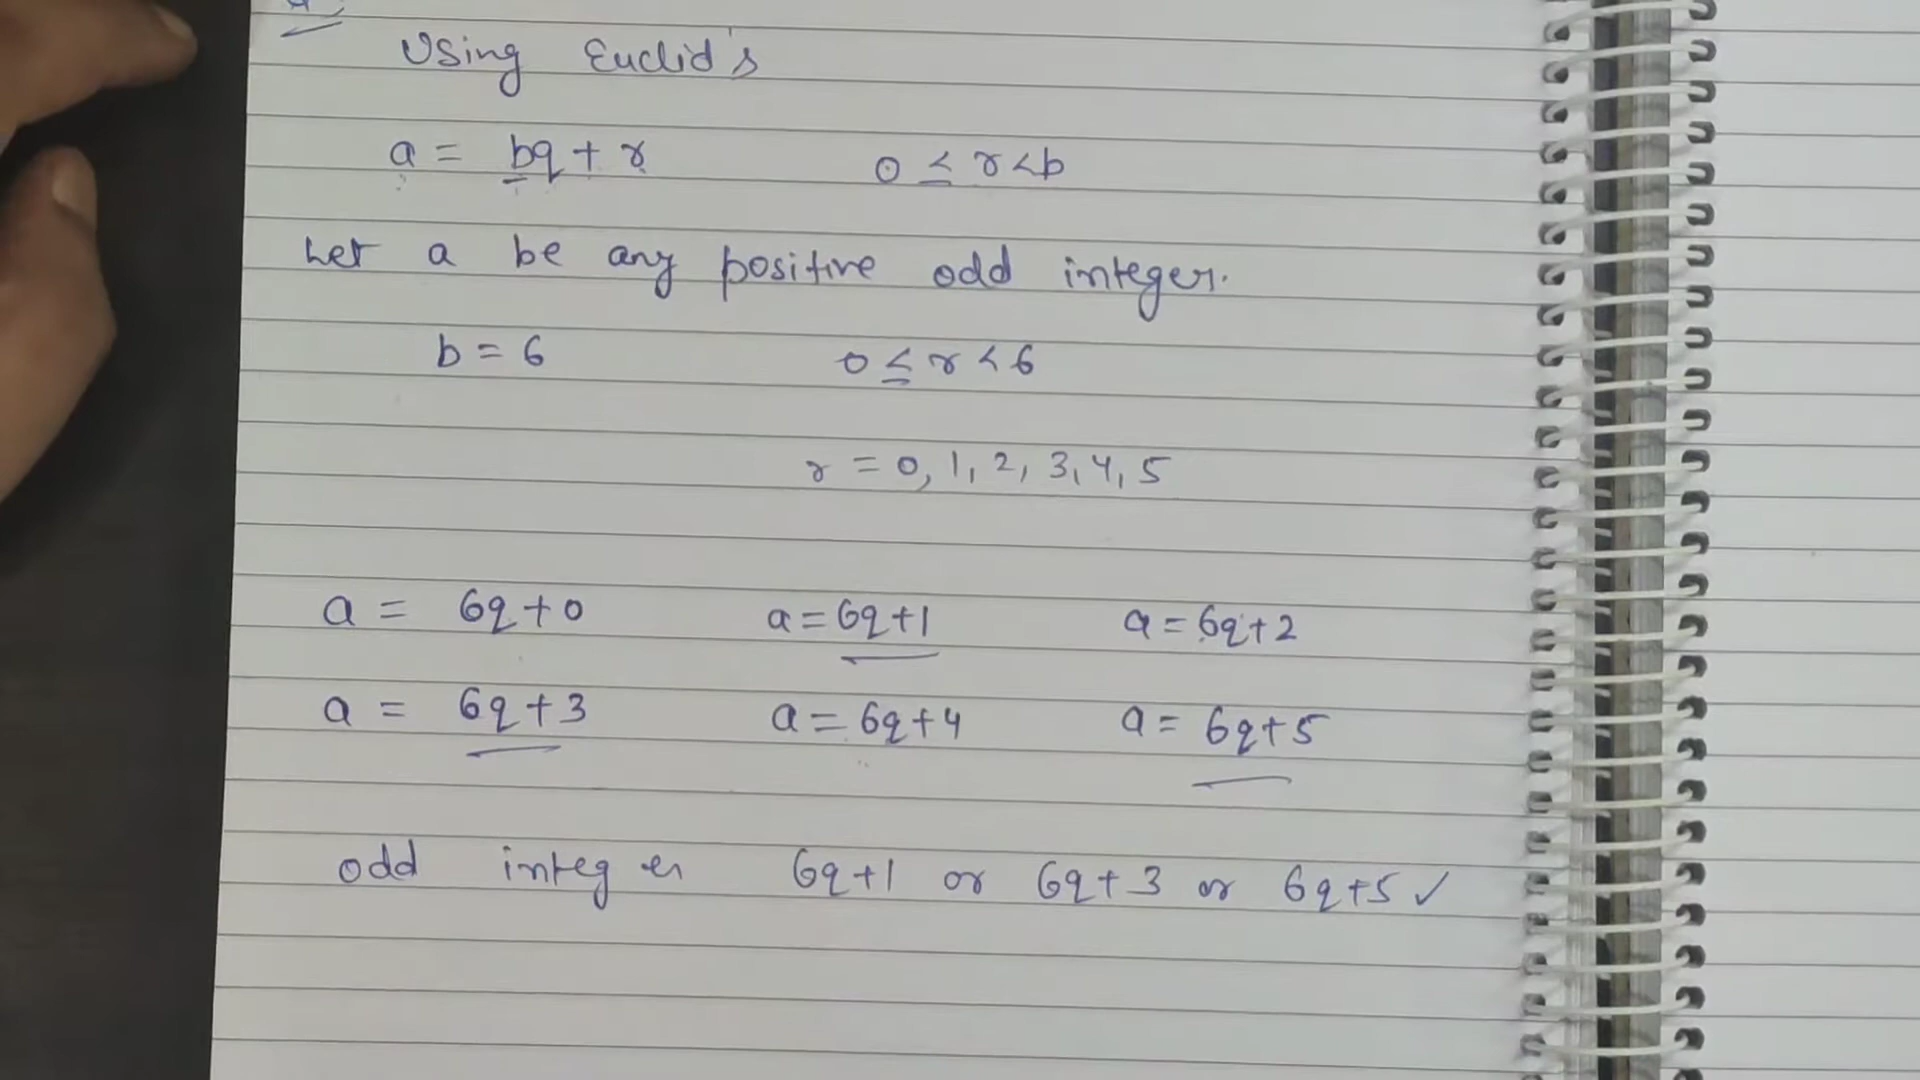 Using Euclid's
a = bq + r 0 ≤ r < b
Let a be any positive odd integer.
b = 6 0 ≤ r < 6
r = 0, 1, 2, 3, 4, 5
a = 6q + 0 a = 6q + 1 a = 6q + 2
a = 6q + 3 a = 6q + 4 a = 6q + 5
odd integer 6q + 1 or 6q + 3 or 6q + 5 ✓